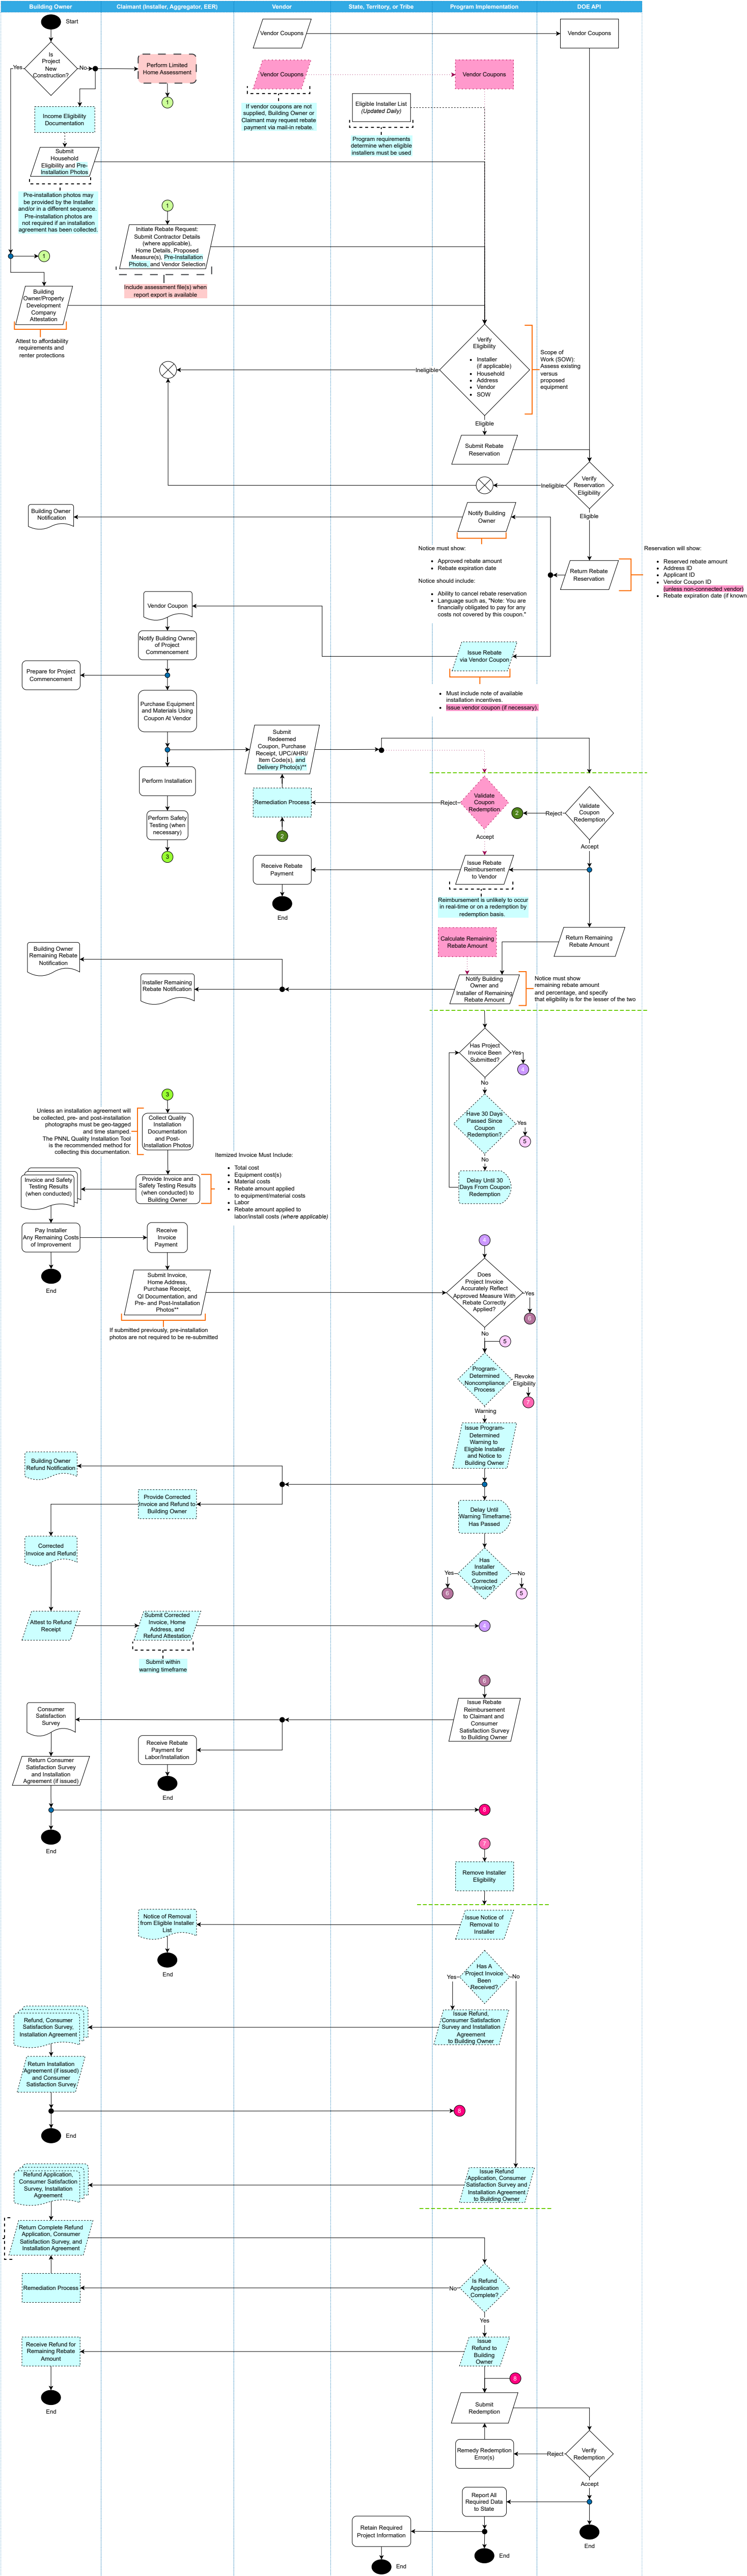 Building Owner
Claimant (Installer, Aggregator, EER)
Vendor
State, Territory, or Tribe
Program Implementation
DOE API
Start
Vendor Coupons
Vendor Coupons
Is
Project
New
Construction?
Yes
No
Perform Limited
Home Assessment
1
Vendor Coupons
Vendor Coupons
If vendor coupons are not
supplied, Building Owner or
Claimant may request rebate
payment via mail-in rebate.
Eligible Installer List
(Updated Daily)
Program requirements
determine when eligible
installers must be used
Income Eligibility
Documentation
Submit
Household
Eligibility and Pre-
Installation Photos
Pre-installation photos may
be provided by the Installer
and/or in a different sequence.
Pre-installation photos are
not required if an installation
agreement has been collected.
1
Initiate Rebate Request:
Submit Contractor Details
(where applicable),
Home Details, Proposed
Measure(s), Pre-Installation
Photos, and Vendor Selection
Include assessment file(s) when
report export is available
1
Building
Owner/Property
Development
Company
Attestation
Attest to affordability
requirements and
renter protections
Verify
Eligibility
• Installer
(if applicable)
• Household
• Address
• Vendor
• SOW
Scope of
Work (SOW):
Assess existing
versus
proposed
equipment
Ineligible
Eligible
Submit Rebate
Reservation
Verify
Reservation
Eligibility
Ineligible
Eligible
Building Owner
Notification
Notify Building
Owner
Notice must show:
• Approved rebate amount
• Rebate expiration date
Notice should include:
• Ability to cancel rebate reservation
• Language such as, "Note: You are
financially obligated to pay for any
costs not covered by this coupon."
Return Rebate
Reservation
Reservation will show:
• Reserved rebate amount
• Address ID
• Applicant ID
• Vendor Coupon ID
(unless non-connected vendor)
• Rebate expiration date (if known
Vendor Coupon
Notify Building Owner
of Project
Commencement
Issue Rebate
via Vendor Coupon
Prepare for Project
Commencement
• Must include note of available
installation incentives.
• Issue vendor coupon (if necessary).
Purchase Equipment
and Materials Using
Coupon At Vendor
Submit
Redeemed
Coupon, Purchase
Receipt, UPC/AHRI/
Item Code(s), and
Delivery Photo(s)**
Perform Installation
Remediation Process
Reject
Validate
Coupon
Redemption
2
Reject
Validate
Coupon
Redemption
Perform Safety
Testing (when
necessary)
2
Accept
Accept
3
Receive Rebate
Payment
Issue Rebate
Reimbursement
to Vendor
End
Reimbursement is unlikely to occur
in real-time or on a redemption by
redemption basis.
Calculate Remaining
Rebate Amount
Return Remaining
Rebate Amount
Building Owner
Remaining Rebate
Notification
Installer Remaining
Rebate Notification
Notify Building
Owner and
Installer of Remaining
Rebate Amount
Notice must show
remaining rebate amount
and percentage, and specify
that eligibility is for the lesser of the two
Has Project
Invoice Been
Submitted?
Yes
4
No
3
Unless an installation agreement will
be collected, pre- and post-installation
photographs must be geo-tagged
and time stamped.
The PNNL Quality Installation Tool
is the recommended method for
collecting this documentation.
Collect Quality
Installation
Documentation
and Post-
Installation Photos
Have 30 Days
Passed Since
Coupon
Redemption?
Yes
5
No
Itemized Invoice Must Include:
• Total cost
• Equipment cost(s)
• Material costs
• Rebate amount applied
to equipment/material costs
• Labor
• Rebate amount applied to
labor/install costs (where applicable)
Invoice and Safety
Testing Results
(when conducted)
Provide Invoice and
Safety Testing Results
(when conducted) to
Building Owner
Delay Until 30
Days From Coupon
Redemption
Pay Installer
Any Remaining Costs
of Improvement
Receive
Invoice
Payment
4
End
Submit Invoice,
Home Address,
Purchase Receipt,
QI Documentation, and
Pre- and Post-Installation
Photos**
If submitted previously, pre-installation
photos are not required to be re-submitted
Does
Project Invoice
Accurately Reflect
Approved Measure With
Rebate Correctly
Applied?
Yes
6
No
5
Program-
Determined
Noncompliance
Process
Revoke
Eligibility
7
Warning
Issue Program-
Determined
Warning to
Eligible Installer
and Notice to
Building Owner
Building Owner
Refund Notification
Provide Corrected
Invoice and Refund to
Building Owner
Delay Until
Warning Timeframe
Has Passed
Corrected
Invoice and Refund
Has
Installer
Submitted
Corrected
Invoice?
Yes
6
No
5
Attest to Refund
Receipt
Submit Corrected
Invoice, Home
Address, and
Refund Attestation
4
Submit within
warning timeframe
6
Consumer
Satisfaction
Survey
Issue Rebate
Reimbursement
to Claimant and
Consumer
Satisfaction Survey
to Building Owner
Receive Rebate
Payment for
Labor/Installation
Return Consumer
Satisfaction Survey
and Installation
Agreement (if issued)
End
8
End
7
Remove Installer
Eligibility
Notice of Removal
from Eligible Installer
List
Issue Notice of
Removal to
Installer
End
Has A
Project Invoice
Been
Received?
Yes
No
Refund, Consumer
Satisfaction Survey,
Installation Agreement
Issue Refund,
Consumer Satisfaction
Survey and Installation
Agreement
to Building Owner
Return Installation
Agreement (if issued)
and Consumer
Satisfaction Survey
8
End
Refund Application,
Consumer Satisfaction
Survey, Installation
Agreement
Issue Refund
Application, Consumer
Satisfaction Survey and
Installation Agreement
to Building Owner
Return Complete Refund
Application, Consumer
Satisfaction Survey, and
Installation Agreement
Remediation Process
No
Is Refund
Application
Complete?
Yes
Receive Refund for
Remaining Rebate
Amount
Issue
Refund to
Building
Owner
8
End
Submit
Redemption
Remedy Redemption
Error(s)
Reject
Verify
Redemption
Accept
Report All
Required Data
to State
Retain Required
Project Information
End
End
End